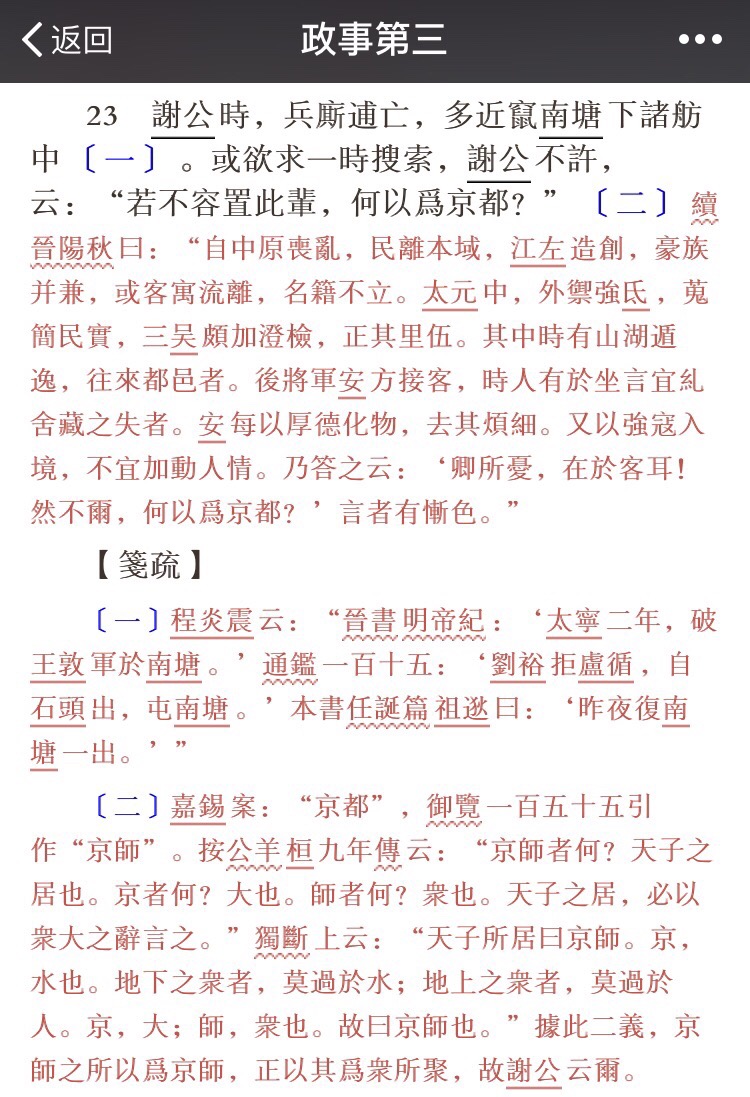 返回
政事第三
23 謝公時，兵廝逋亡，多近竄南塘下諸舫
中〔一〕。或欲求一時搜索，謝公不許，
云：“若不容置此輩，何以爲京都？”〔二〕續
晉陽秋曰：“自中原喪亂，民離本域，江左造創，豪族
并兼，或客寓流離，名籍不立。太元中，外禦強氐，蒐
簡民實，三吴頗加澄檢，正其里伍。其中時有山湖遁
逸，往來都邑者。後將軍安方接客，時人有於坐言宜糺
舍藏之失者。安每以厚德化物，去其煩細。又以強寇入
境，不宜加動人情。乃答之云：‘卿所憂，在於客耳！
然不爾，何以爲京都？’言者有慚色。”
【箋疏】
〔一〕程炎震云：“晉書明帝紀：‘太寧二年，破
王敦軍於南塘。’通鑑一百十五：‘劉裕拒盧循，自
石頭出，屯南塘。’本書任誕篇祖逖曰：‘昨夜復南
塘一出。’”
〔二〕嘉錫案：“京都”，御覽一百五十五引
作“京師”。按公羊桓九年傳云：“京師者何？天子之
居也。京者何？大也。師者何？衆也。天子之居，必以
衆大之辭言之。”獨斷上云：“天子所居曰京師。京，
水也。地下之衆者，莫過於水；地上之衆者，莫過於
人。京，大；師，衆也。故曰京師也。”據此二義，京
師之所以爲京師，正以其爲衆所聚，故謝公云爾。